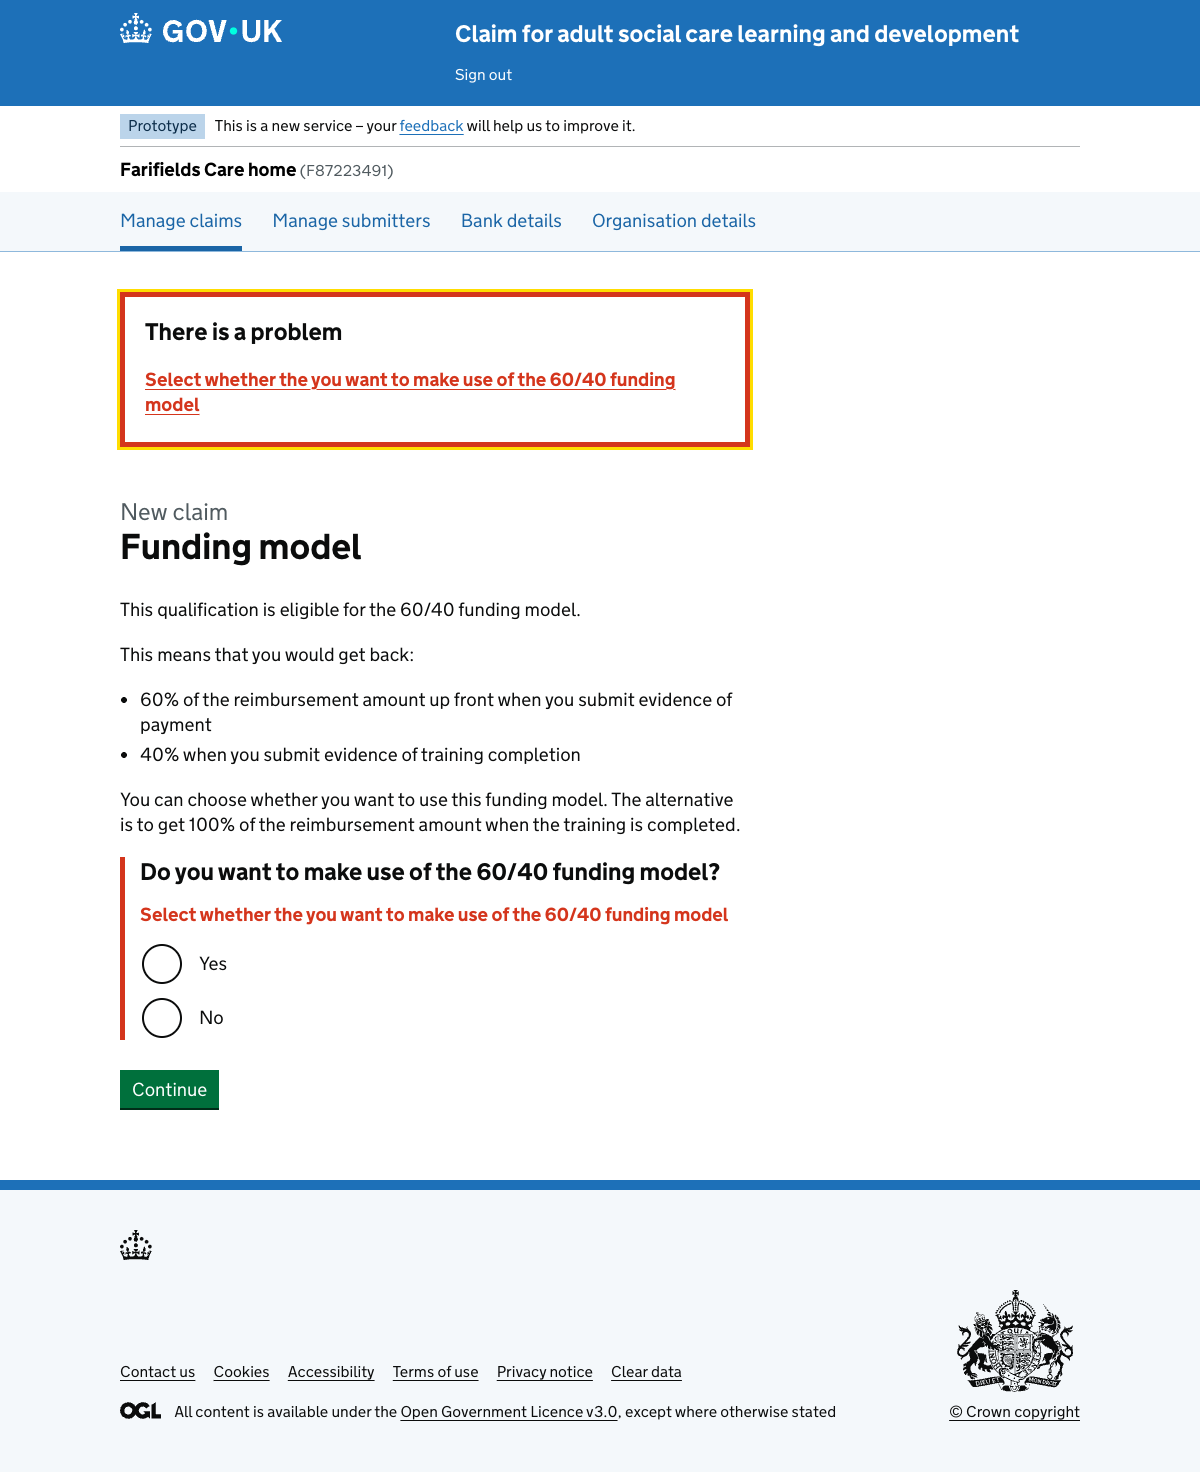 GOV·UK
Claim for adult social care learning and development
Sign out
Prototype This is a new service – your feedback will help us to improve it.
Farifields Care home (F87223491)
Manage claims Manage submitters Bank details Organisation details
There is a problem
Select whether the you want to make use of the 60/40 funding
model
New claim
Funding model
This qualification is eligible for the 60/40 funding model.
This means that you would get back:
• 60% of the reimbursement amount up front when you submit evidence of
payment
• 40% when you submit evidence of training completion
You can choose whether you want to use this funding model. The alternative
is to get 100% of the reimbursement amount when the training is completed.
Do you want to make use of the 60/40 funding model?
Select whether the you want to make use of the 60/40 funding model
Yes
No
Continue
Contact us Cookies Accessibility Terms of use Privacy notice Clear data
OGL All content is available under the Open Government Licence v3.0, except where otherwise stated
© Crown copyright